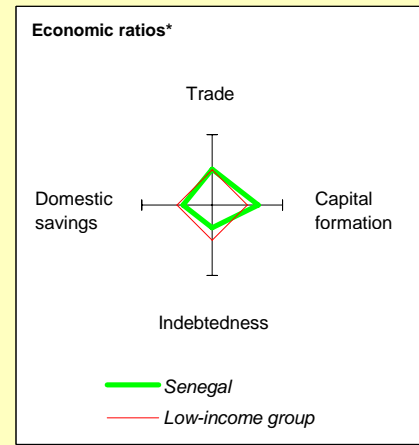 Economic ratios*
Trade
Domestic
savings
Capital
formation
Indebtedness
Senegal
Low-income group